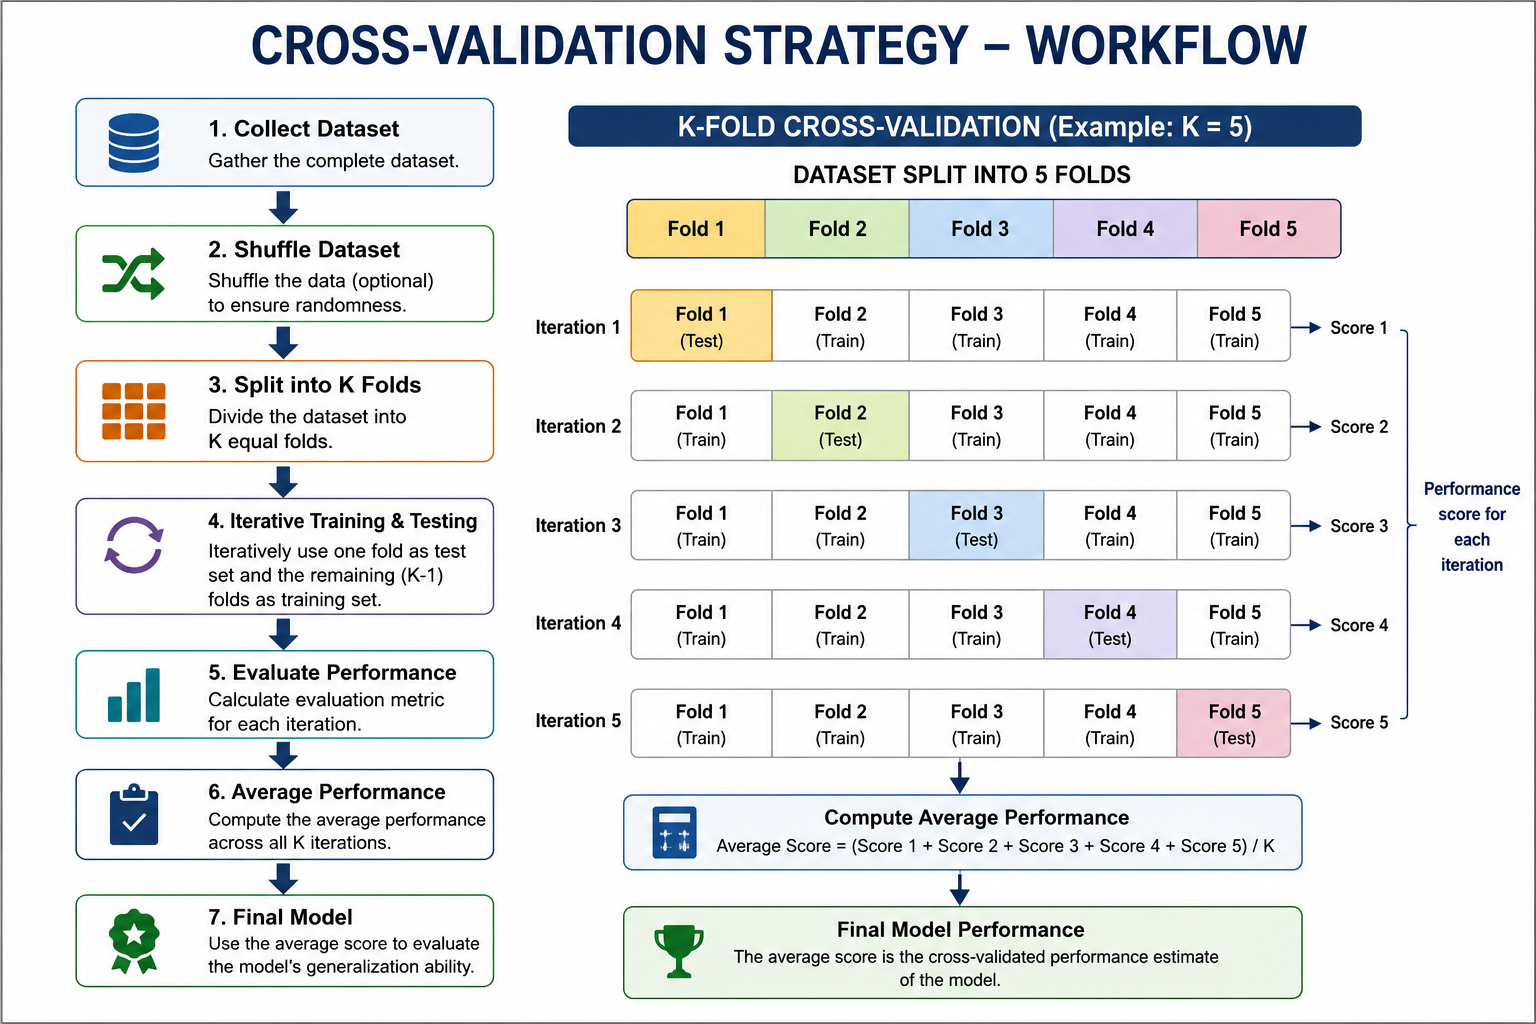 CROSS-VALIDATION STRATEGY – WORKFLOW
1. Collect Dataset
Gather the complete dataset.
2. Shuffle Dataset
Shuffle the data (optional)
to ensure randomness.
3. Split into K Folds
Divide the dataset into
K equal folds.
4. Iterative Training & Testing
Iteratively use one fold as test
set and the remaining (K-1)
folds as training set.
5. Evaluate Performance
Calculate evaluation metric
for each iteration.
6. Average Performance
Compute the average performance
across all K iterations.
7. Final Model
Use the average score to evaluate
the model's generalization ability.
K-FOLD CROSS-VALIDATION (Example: K = 5)
DATASET SPLIT INTO 5 FOLDS
Fold 1 Fold 2 Fold 3 Fold 4 Fold 5
Fold 1 Fold 2 Fold 3 Fold 4 Fold 5
Iteration 1 Score 1
(Test) (Train) (Train) (Train) (Train)
Fold 1 Fold 2 Fold 3 Fold 4 Fold 5
Iteration 2 Score 2
(Train) (Test) (Train) (Train) (Train)
Fold 1 Fold 2 Fold 3 Fold 4 Fold 5
Iteration 3 Score 3
(Train) (Train) (Test) (Train) (Train)
Fold 1 Fold 2 Fold 3 Fold 4 Fold 5
Iteration 4 Score 4
(Train) (Train) (Train) (Test) (Train)
Fold 1 Fold 2 Fold 3 Fold 4 Fold 5
Iteration 5 Score 5
(Train) (Train) (Train) (Train) (Test)
Performance
score for
each
iteration
Compute Average Performance
Average Score = (Score 1 + Score 2 + Score 3 + Score 4 + Score 5) / K
Final Model Performance
The average score is the cross-validated performance estimate
of the model.